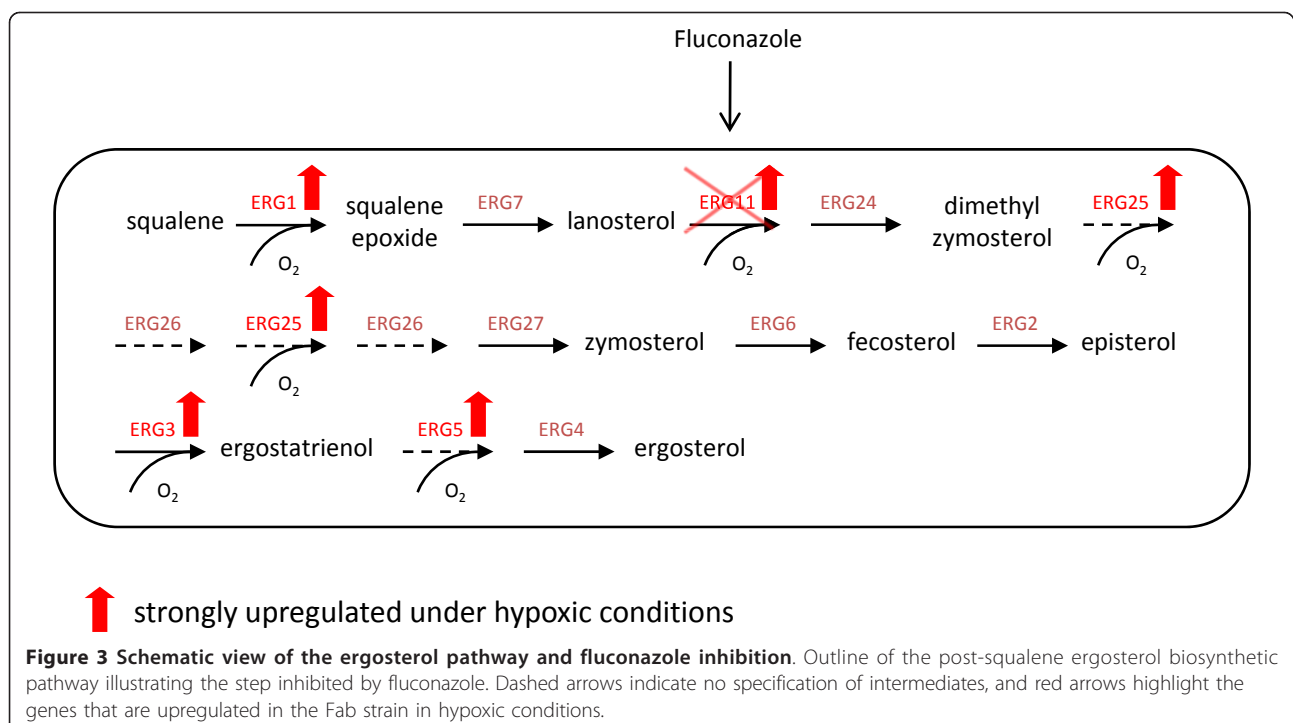 Fluconazole
squalene ERG1 O2 squalene epoxide ERG7 lanosterol ERG11 O2 ERG24 dimethyl zymosterol ERG25 O2
ERG26 ERG25 O2 ERG26 ERG27 zymosterol ERG6 fecosterol ERG2 episterol
ERG3 O2 ergostatrienol ERG5 O2 ERG4 ergosterol
strongly upregulated under hypoxic conditions
Figure 3 Schematic view of the ergosterol pathway and fluconazole inhibition. Outline of the post-squalene ergosterol biosynthetic
pathway illustrating the step inhibited by fluconazole. Dashed arrows indicate no specification of intermediates, and red arrows highlight the
genes that are upregulated in the Fab strain in hypoxic conditions.